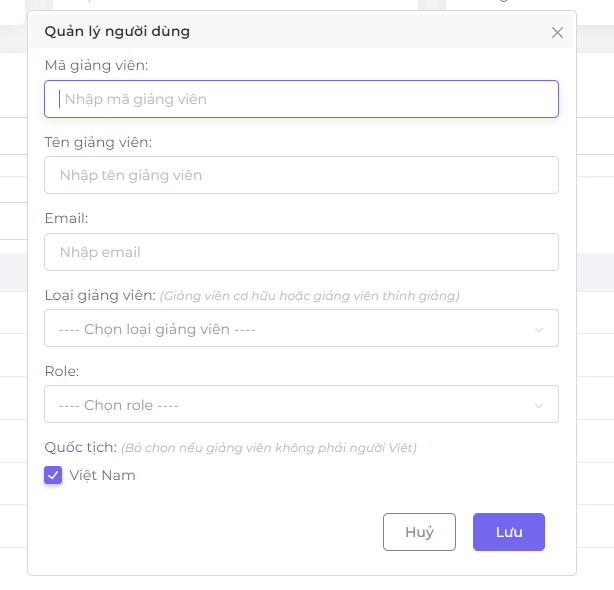 Quản lý người dùng
Mã giảng viên:
Nhập mã giảng viên
Tên giảng viên:
Nhập tên giảng viên
Email:
Nhập email
Loại giảng viên: (Giảng viên cơ hữu hoặc giảng viên thỉnh giảng)
---- Chọn loại giảng viên ----
Role:
---- Chọn role ----
Quốc tịch: (Bỏ chọn nếu giảng viên không phải người Việt)
Việt Nam
Huỷ Lưu